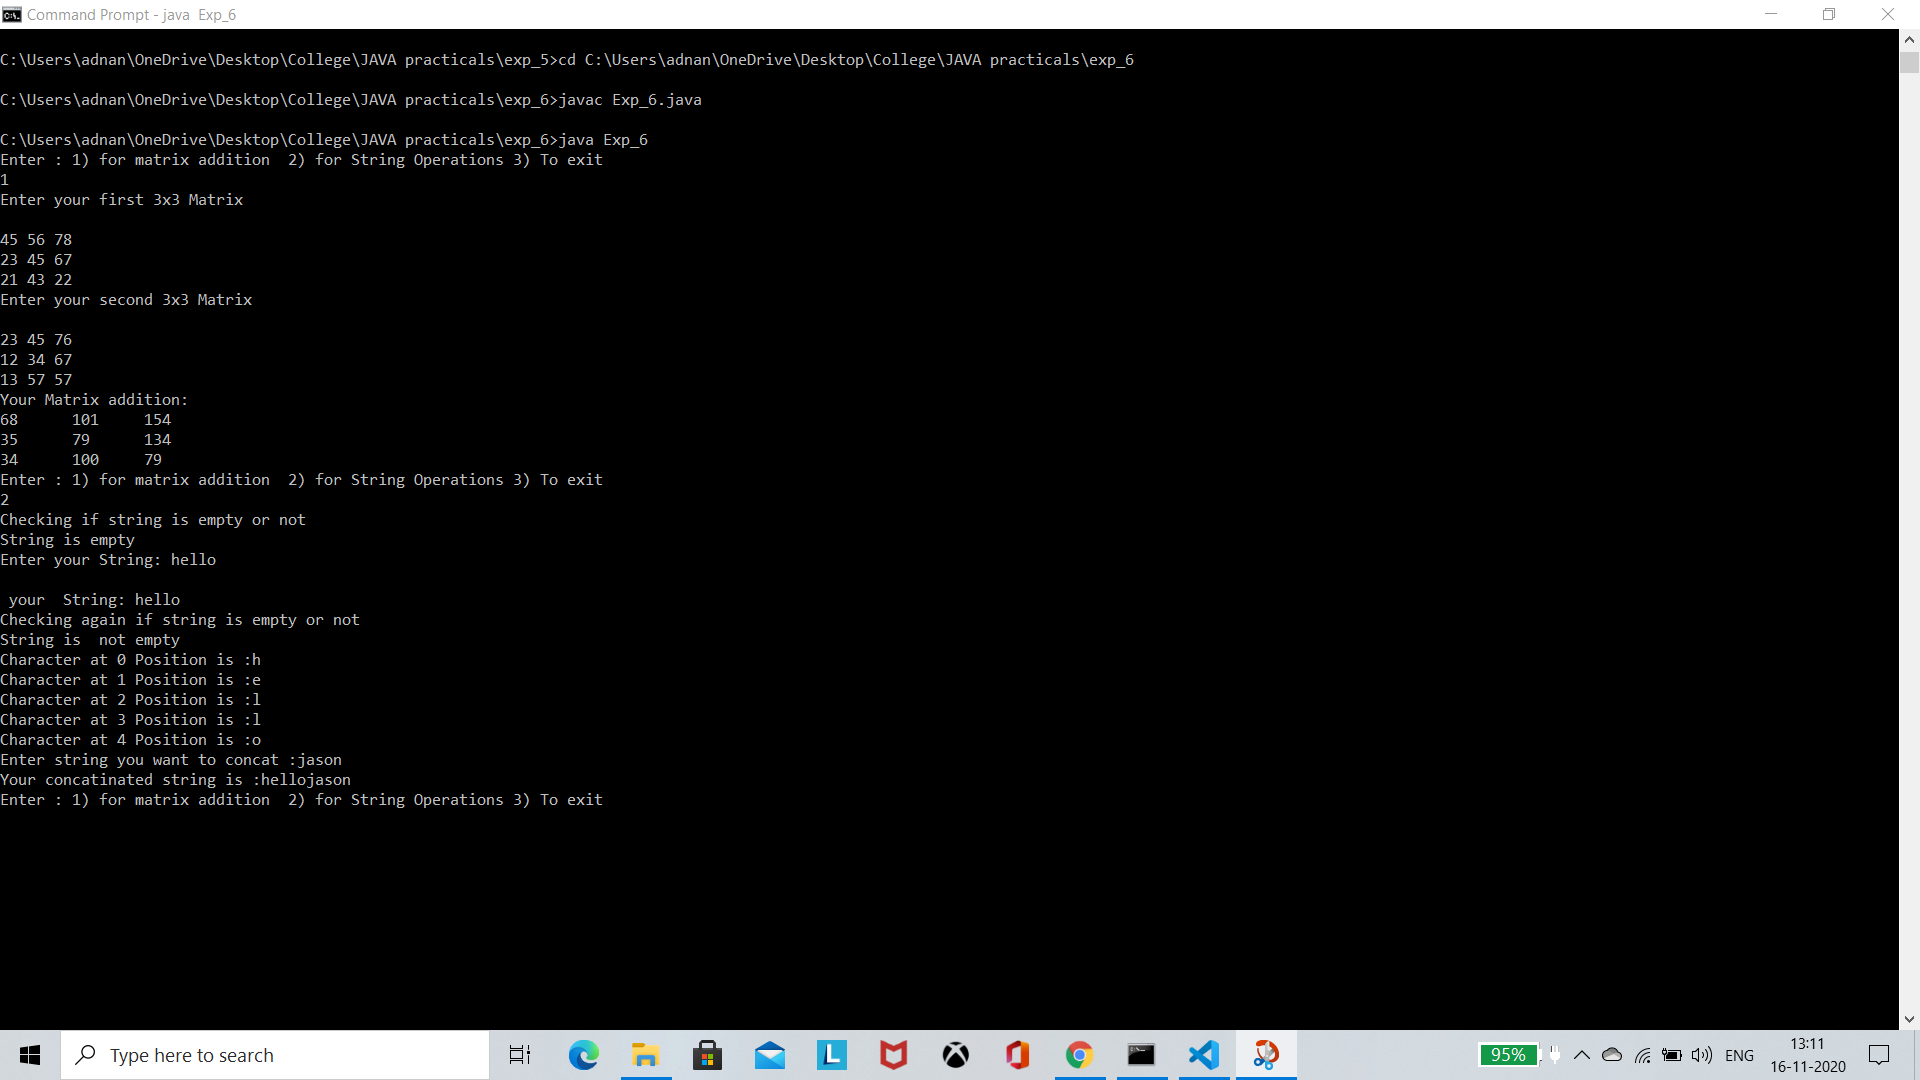 Command Prompt - java  Exp_6
C:\Users\adnan\OneDrive\Desktop\College\JAVA practicals\exp_5>cd C:\Users\adnan\OneDrive\Desktop\College\JAVA practicals\exp_6
C:\Users\adnan\OneDrive\Desktop\College\JAVA practicals\exp_6>javac Exp_6.java
C:\Users\adnan\OneDrive\Desktop\College\JAVA practicals\exp_6>java Exp_6
Enter : 1) for matrix addition  2) for String Operations 3) To exit
1
Enter your first 3x3 Matrix
45 56 78
23 45 67
21 43 22
Enter your second 3x3 Matrix
23 45 76
12 34 67
13 57 57
Your Matrix addition:
68      101     154
35      79      134
34      100     79
Enter : 1) for matrix addition  2) for String Operations 3) To exit
2
Checking if string is empty or not
String is empty
Enter your String: hello
 your  String: hello
Checking again if string is empty or not
String is  not empty
Character at 0 Position is :h
Character at 1 Position is :e
Character at 2 Position is :l
Character at 3 Position is :l
Character at 4 Position is :o
Enter string you want to concat :jason
Your concatinated string is :hellojason
Enter : 1) for matrix addition  2) for String Operations 3) To exit
Type here to search
L
95%
ENG
13:11
16-11-2020